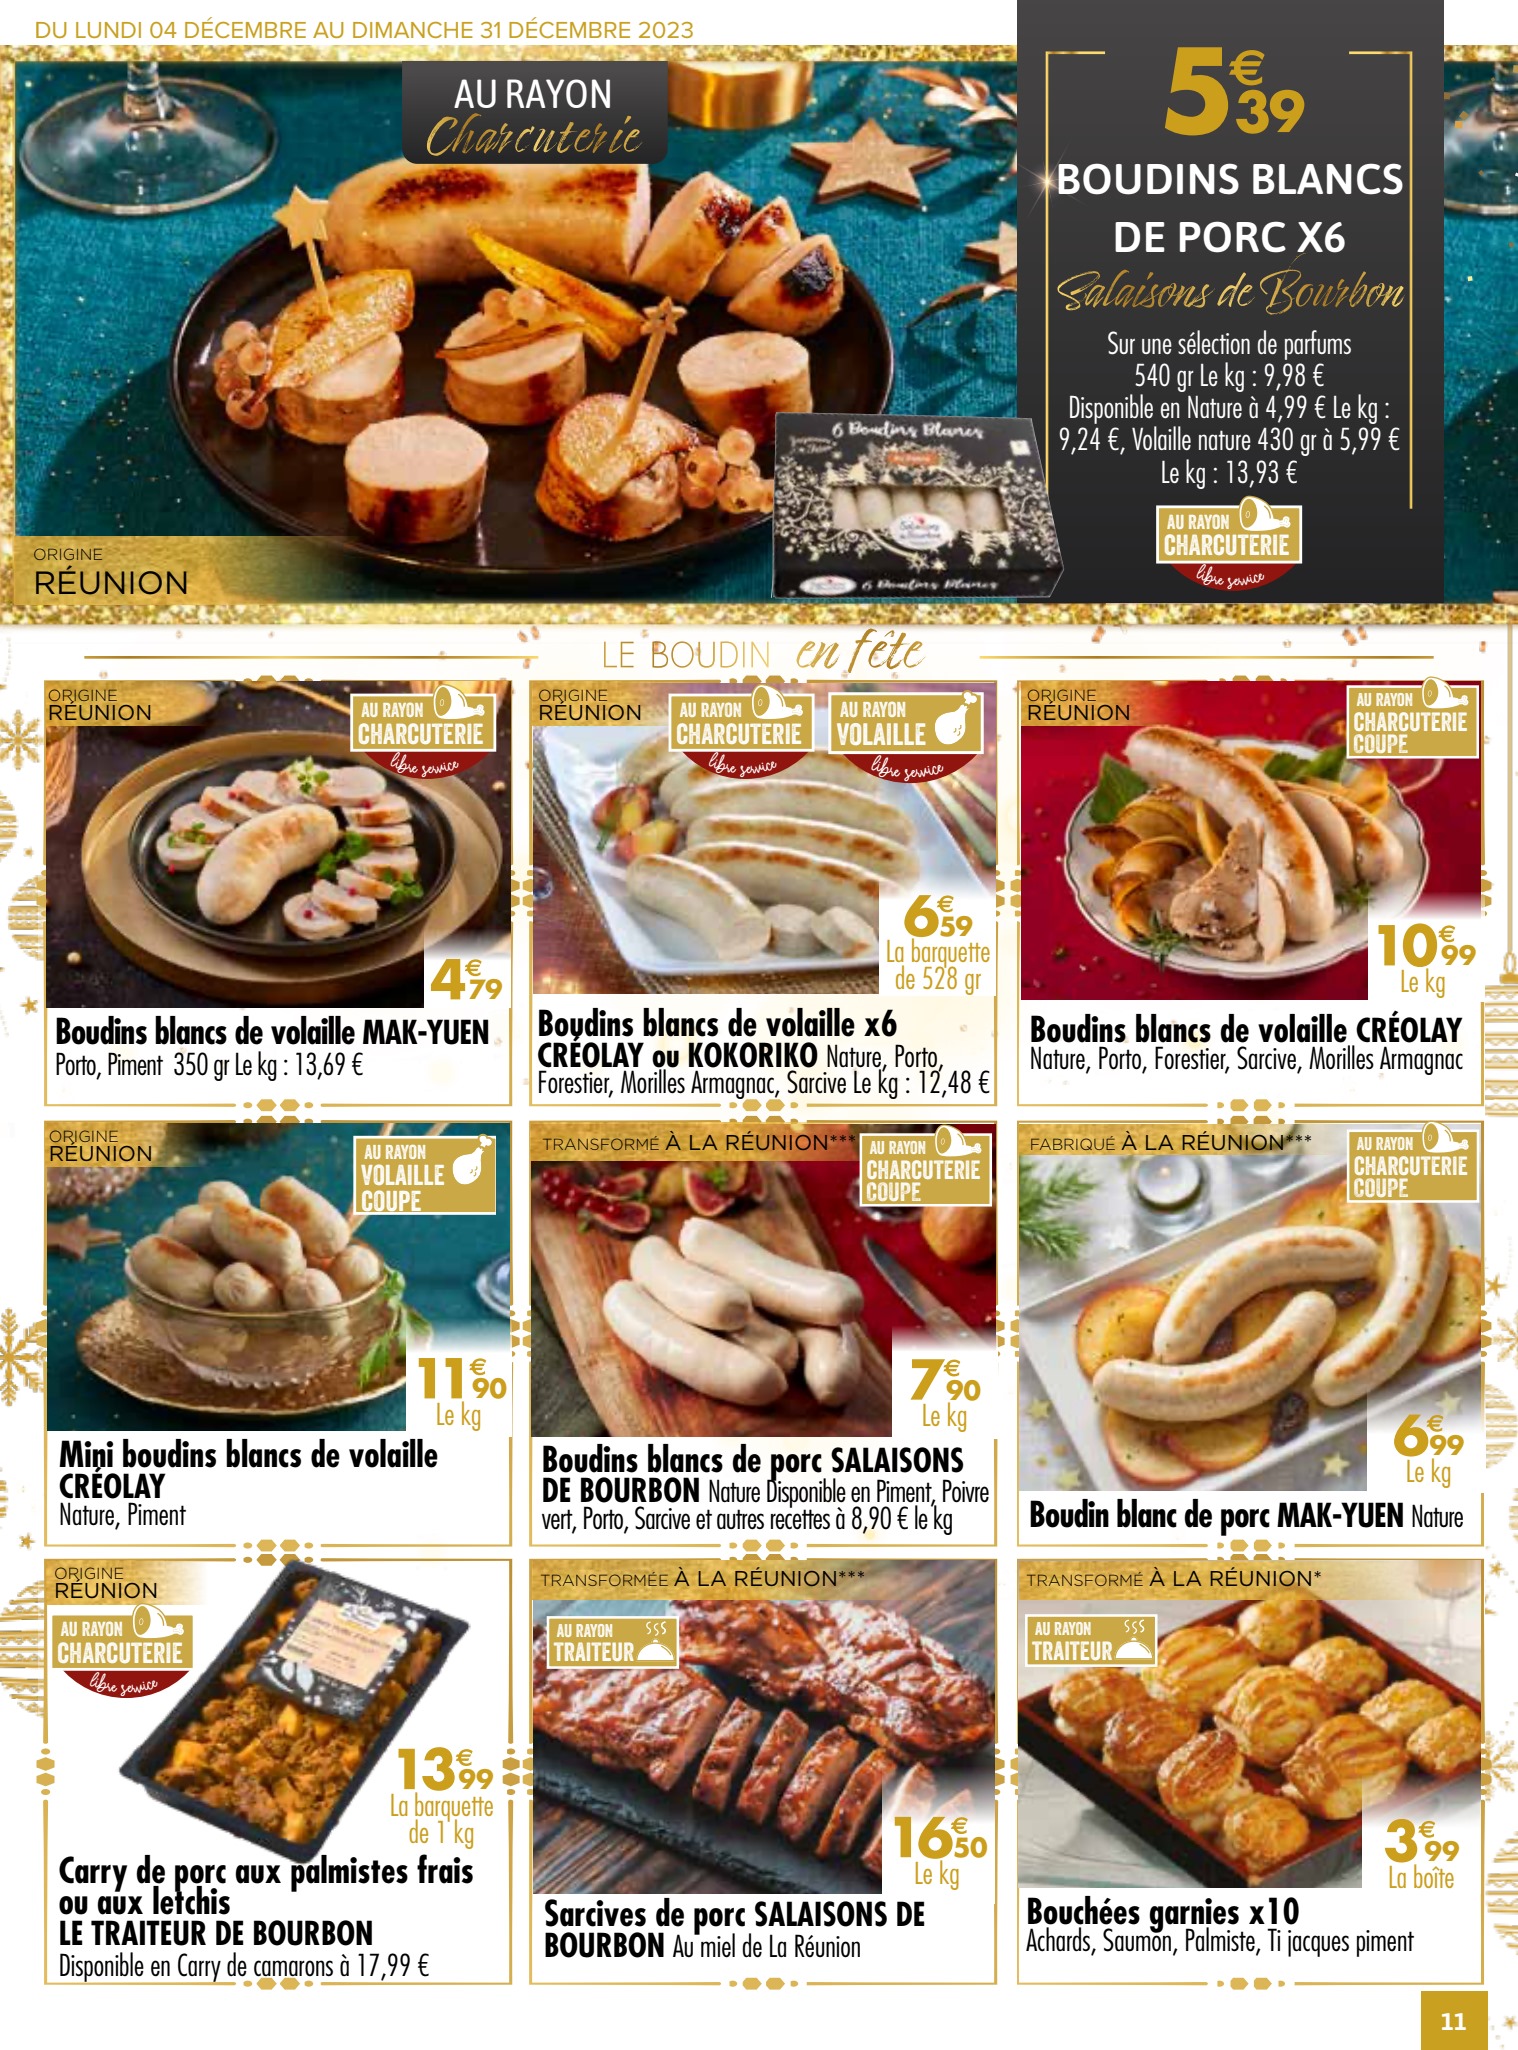 DU LUNDI 04 DÉCEMBRE AU DIMANCHE 31 DÉCEMBRE 2023
AU RAYON
Charcuterie
5€39
BOUDINS BLANCS
DE PORC X6
Salaisons de Bourbon
Sur une sélection de parfums
540 gr Le kg : 9,98 €
Disponible en Nature à 4,99 € Le kg :
9,24 €, Volaille nature 430 gr à 5,99 €
Le kg : 13,93 €
AU RAYON
CHARCUTERIE
libre service
6 Boudins Blancs
Salaisons de Bourbon
6 Boudins Blancs
ORIGINE
RÉUNION
LE BOUDIN en fête
ORIGINE
RÉUNION
AU RAYON
CHARCUTERIE
libre service
4€79
Boudins blancs de volaille MAK-YUEN
Porto, Piment 350 gr Le kg : 13,69 €
ORIGINE
RÉUNION
AU RAYON
CHARCUTERIE
libre service
AU RAYON
VOLAILLE
libre service
6€59
La barquette
de 528 gr
Boudins blancs de volaille x6
CRÉOLAY ou KOKORIKO Nature, Porto,
Forestier, Morilles Armagnac, Sarcive Le kg : 12,48 €
ORIGINE
RÉUNION
AU RAYON
CHARCUTERIE
COUPE
10€99
Le kg
Boudins blancs de volaille CRÉOLAY
Nature, Porto, Forestier, Sarcive, Morilles Armagnac
ORIGINE
RÉUNION
AU RAYON
VOLAILLE
COUPE
11€90
Le kg
Mini boudins blancs de volaille
CRÉOLAY
Nature, Piment
TRANSFORMÉ À LA RÉUNION***
AU RAYON
CHARCUTERIE
COUPE
7€90
Le kg
Boudins blancs de porc SALAISONS
DE BOURBON Nature Disponible en Piment, Poivre
vert, Porto, Sarcive et autres recettes à 8,90 € le kg
FABRIQUÉ À LA RÉUNION***
AU RAYON
CHARCUTERIE
COUPE
6€99
Le kg
Boudin blanc de porc MAK-YUEN Nature
ORIGINE
RÉUNION
AU RAYON
CHARCUTERIE
libre service
13€99
La barquette
de 1 kg
Carry de porc aux palmistes frais
ou aux letchis
LE TRAITEUR DE BOURBON
Disponible en Carry de camarons à 17,99 €
TRANSFORMÉE À LA RÉUNION***
AU RAYON
TRAITEUR
16€50
Le kg
Sarcives de porc SALAISONS DE
BOURBON Au miel de La Réunion
TRANSFORMÉ À LA RÉUNION*
AU RAYON
TRAITEUR
3€99
La boîte
Bouchées garnies x10
Achards, Saumon, Palmiste, Ti jacques piment
11